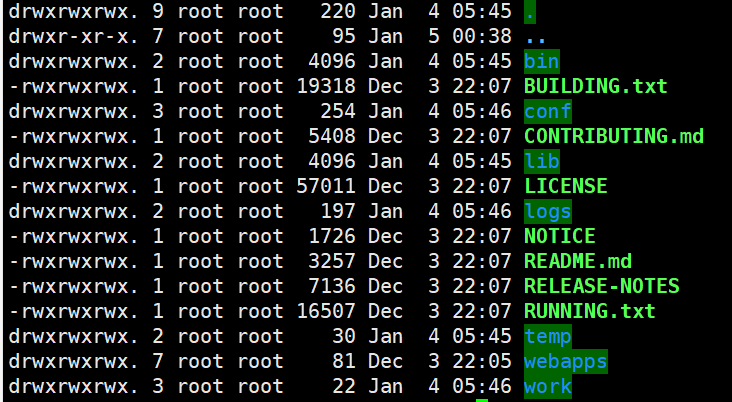 drwxrwxrwx. 9 root root   220 Jan  4 05:45 .
drwxr-xr-x. 7 root root    95 Jan  5 00:38 ..
drwxrwxrwx. 2 root root  4096 Jan  4 05:45 bin
-rwxrwxrwx. 1 root root 19318 Dec  3 22:07 BUILDING.txt
drwxrwxrwx. 3 root root   254 Jan  4 05:46 conf
-rwxrwxrwx. 1 root root  5408 Dec  3 22:07 CONTRIBUTING.md
drwxrwxrwx. 2 root root  4096 Jan  4 05:45 lib
-rwxrwxrwx. 1 root root 57011 Dec  3 22:07 LICENSE
drwxrwxrwx. 2 root root   197 Jan  4 05:46 logs
-rwxrwxrwx. 1 root root  1726 Dec  3 22:07 NOTICE
-rwxrwxrwx. 1 root root  3257 Dec  3 22:07 README.md
-rwxrwxrwx. 1 root root  7136 Dec  3 22:07 RELEASE-NOTES
-rwxrwxrwx. 1 root root 16507 Dec  3 22:07 RUNNING.txt
drwxrwxrwx. 2 root root    30 Jan  4 05:45 temp
drwxrwxrwx. 7 root root    81 Dec  3 22:05 webapps
drwxrwxrwx. 3 root root    22 Jan  4 05:46 work